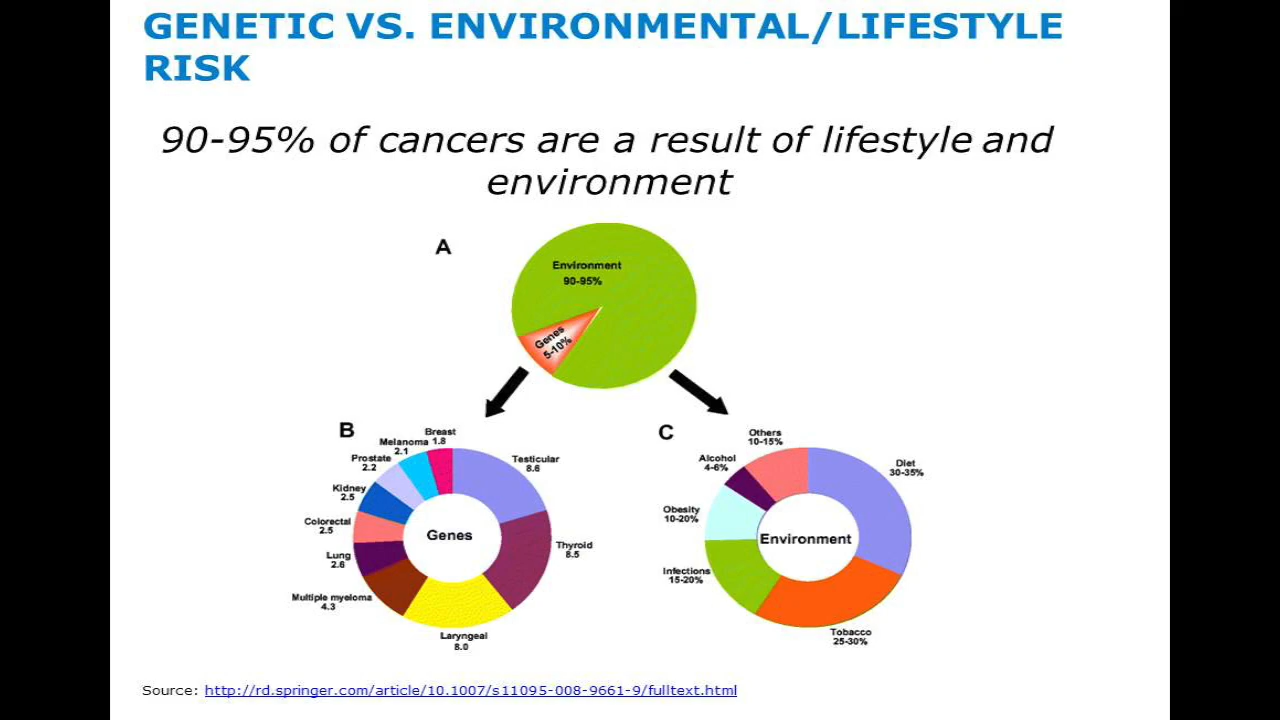 GENETIC VS. ENVIRONMENTAL/LIFESTYLE
RISK
90-95% of cancers are a result of lifestyle and
environment
A
Environment
90-95%
Genes
5-10%
B
Breast
1.8
Melanoma
2.1
Prostate
2.2
Kidney
2.5
Colorectal
2.5
Lung
2.6
Multiple myeloma
4.3
Laryngeal
8.0
Thyroid
8.5
Testicular
8.6
Genes
C
Others
10-15%
Alcohol
4-6%
Obesity
10-20%
Infections
15-20%
Tobacco
25-30%
Diet
30-35%
Environment
Source: http://rd.springer.com/article/10.1007/s11095-008-9661-9/fulltext.html